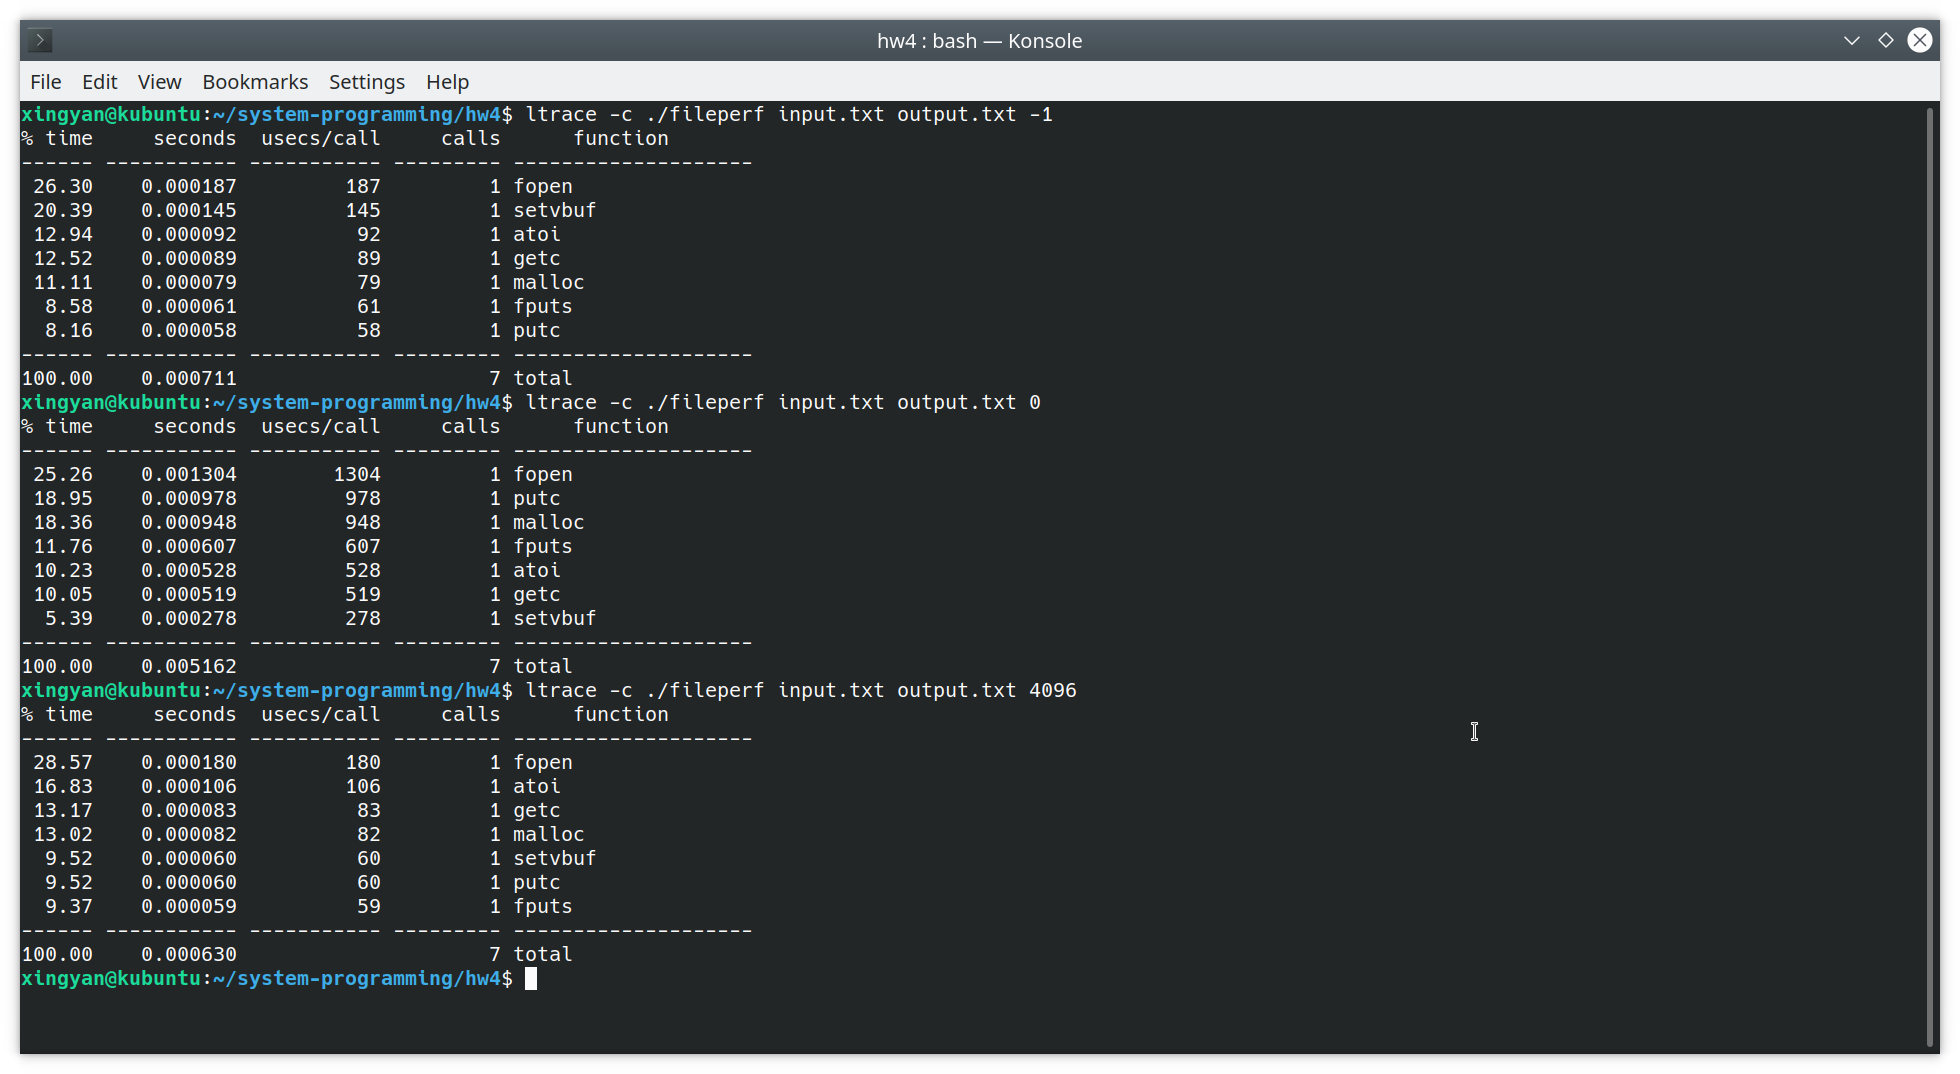 hw4 : bash — Konsole
File Edit View Bookmarks Settings Help
xingyan@kubuntu:~/system-programming/hw4$ ltrace -c ./fileperf input.txt output.txt -1
% time     seconds  usecs/call     calls      function
------ ----------- ----------- --------- --------------------
 26.30    0.000187         187         1 fopen
 20.39    0.000145         145         1 setvbuf
 12.94    0.000092          92         1 atoi
 12.52    0.000089          89         1 getc
 11.11    0.000079          79         1 malloc
  8.58    0.000061          61         1 fputs
  8.16    0.000058          58         1 putc
------ ----------- ----------- --------- --------------------
100.00    0.000711                     7 total
xingyan@kubuntu:~/system-programming/hw4$ ltrace -c ./fileperf input.txt output.txt 0
% time     seconds  usecs/call     calls      function
------ ----------- ----------- --------- --------------------
 25.26    0.001304        1304         1 fopen
 18.95    0.000978         978         1 putc
 18.36    0.000948         948         1 malloc
 11.76    0.000607         607         1 fputs
 10.23    0.000528         528         1 atoi
 10.05    0.000519         519         1 getc
  5.39    0.000278         278         1 setvbuf
------ ----------- ----------- --------- --------------------
100.00    0.005162                     7 total
xingyan@kubuntu:~/system-programming/hw4$ ltrace -c ./fileperf input.txt output.txt 4096
% time     seconds  usecs/call     calls      function
------ ----------- ----------- --------- --------------------
 28.57    0.000180         180         1 fopen
 16.83    0.000106         106         1 atoi
 13.17    0.000083          83         1 getc
 13.02    0.000082          82         1 malloc
  9.52    0.000060          60         1 setvbuf
  9.52    0.000060          60         1 putc
  9.37    0.000059          59         1 fputs
------ ----------- ----------- --------- --------------------
100.00    0.000630                     7 total
xingyan@kubuntu:~/system-programming/hw4$